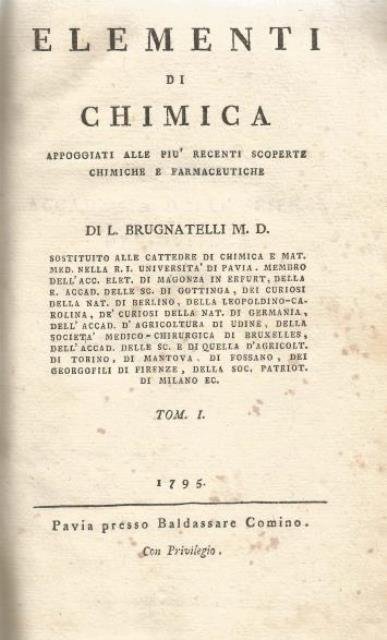 ELEMENTI
DI
CHIMICA
APPOGGIATI ALLE PIU' RECENTI SCOPERTE
CHIMICHE E FARMACEUTICHE
DI L. BRUGNATELLI M. D.
SOSTITUITO ALLE CATTEDRE DI CHIMICA E MAT.
MED. NELLA R. I. UNIVERSITA' DI PAVIA. MEMBRO
DELL'ACC. ELET. DI MAGONZA IN ERFURT, DELLA
R. ACCAD. DELLE SC. DI GOTTINGA, DEI CURIOSI
DELLA NAT. DI BERLINO, DELLA LEOPOLDINO-CA-
ROLINA, DE' CURIOSI DELLA NAT. DI GERMANIA,
DELL'ACCAD. D'AGRICOLTURA DI UDINE, DELLA
SOCIETA' MEDICO-CHIRURGICA DI BRUXELLES,
DELL'ACCAD. DELLE SC. E DI QUELLA D'AGRICOLT.
DI TORINO, DI MANTOVA. DI FOSSANO, DEI
GEORGOFILI DI FIRENZE, DELLA SOC. PATRIOT.
DI MILANO EC.
TOM. I.
1795.
Pavia presso Baldassare Comino.
Con Privilegio.